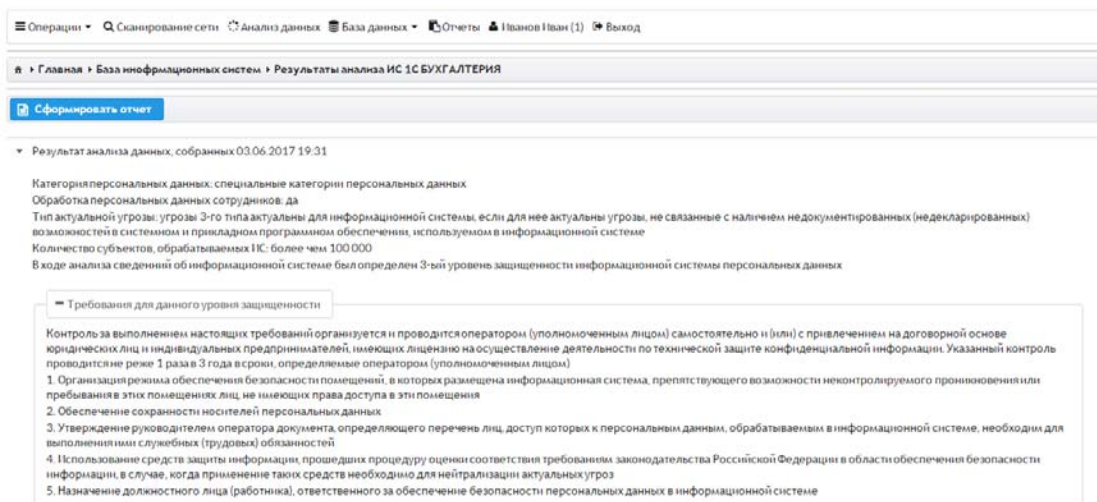 Операции Сканирование сети Анализ данных База данных Отчеты Иванов Иван (1) Выход
Главная База инофрмационных систем Результаты анализа ИС 1С БУХГАЛТЕРИЯ
Сформировать отчет
Результат анализа данных, собранных 03.06.2017 19:31
Категория персональных данных: специальные категории персональных данных
Обработка персональных данных сотрудников: да
Тип актуальной угрозы: угрозы 3-го типа актуальны для информационной системы, если для нее актуальны угрозы, не связанные с наличием недокументированных (недекларированных)
возможностей в системном и прикладном программном обеспечении, используемом в информационной системе
Количество субъектов, обрабатываемых ИС: более чем 100 000
В ходе анализа сведенний об информационной системе был определен 3-ый уровень защищенности информационной системы персональных данных
Требования для данного уровня защищенности
Контроль за выполнением настоящих требований организуется и проводится оператором (уполномоченным лицом) самостоятельно и (или) с привлечением на договорной основе
юридических лиц и индивидуальных предпринимателей, имеющих лицензию на осуществление деятельности по технической защите конфиденциальной информации. Указанный контроль
проводится не реже 1 раза в 3 года в сроки, определяемые оператором (уполномоченным лицом)
1. Организация режима обеспечения безопасности помещений, в которых размещена информационная система, препятствующего возможности неконтролируемого проникновения или
пребывания в этих помещениях лиц, не имеющих права доступа в эти помещения
2. Обеспечение сохранности носителей персональных данных
3. Утверждение руководителем оператора документа, определяющего перечень лиц, доступ которых к персональным данным, обрабатываемым в информационной системе, необходим для
выполнения ими служебных (трудовых) обязанностей
4. Использование средств защиты информации, прошедших процедуру оценки соответствия требованиям законодательства Российской Федерации в области обеспечения безопасности
информации, в случае, когда применение таких средств необходимо для нейтрализации актуальных угроз
5. Назначение должностного лица (работника), ответственного за обеспечение безопасности персональных данных в информационной системе